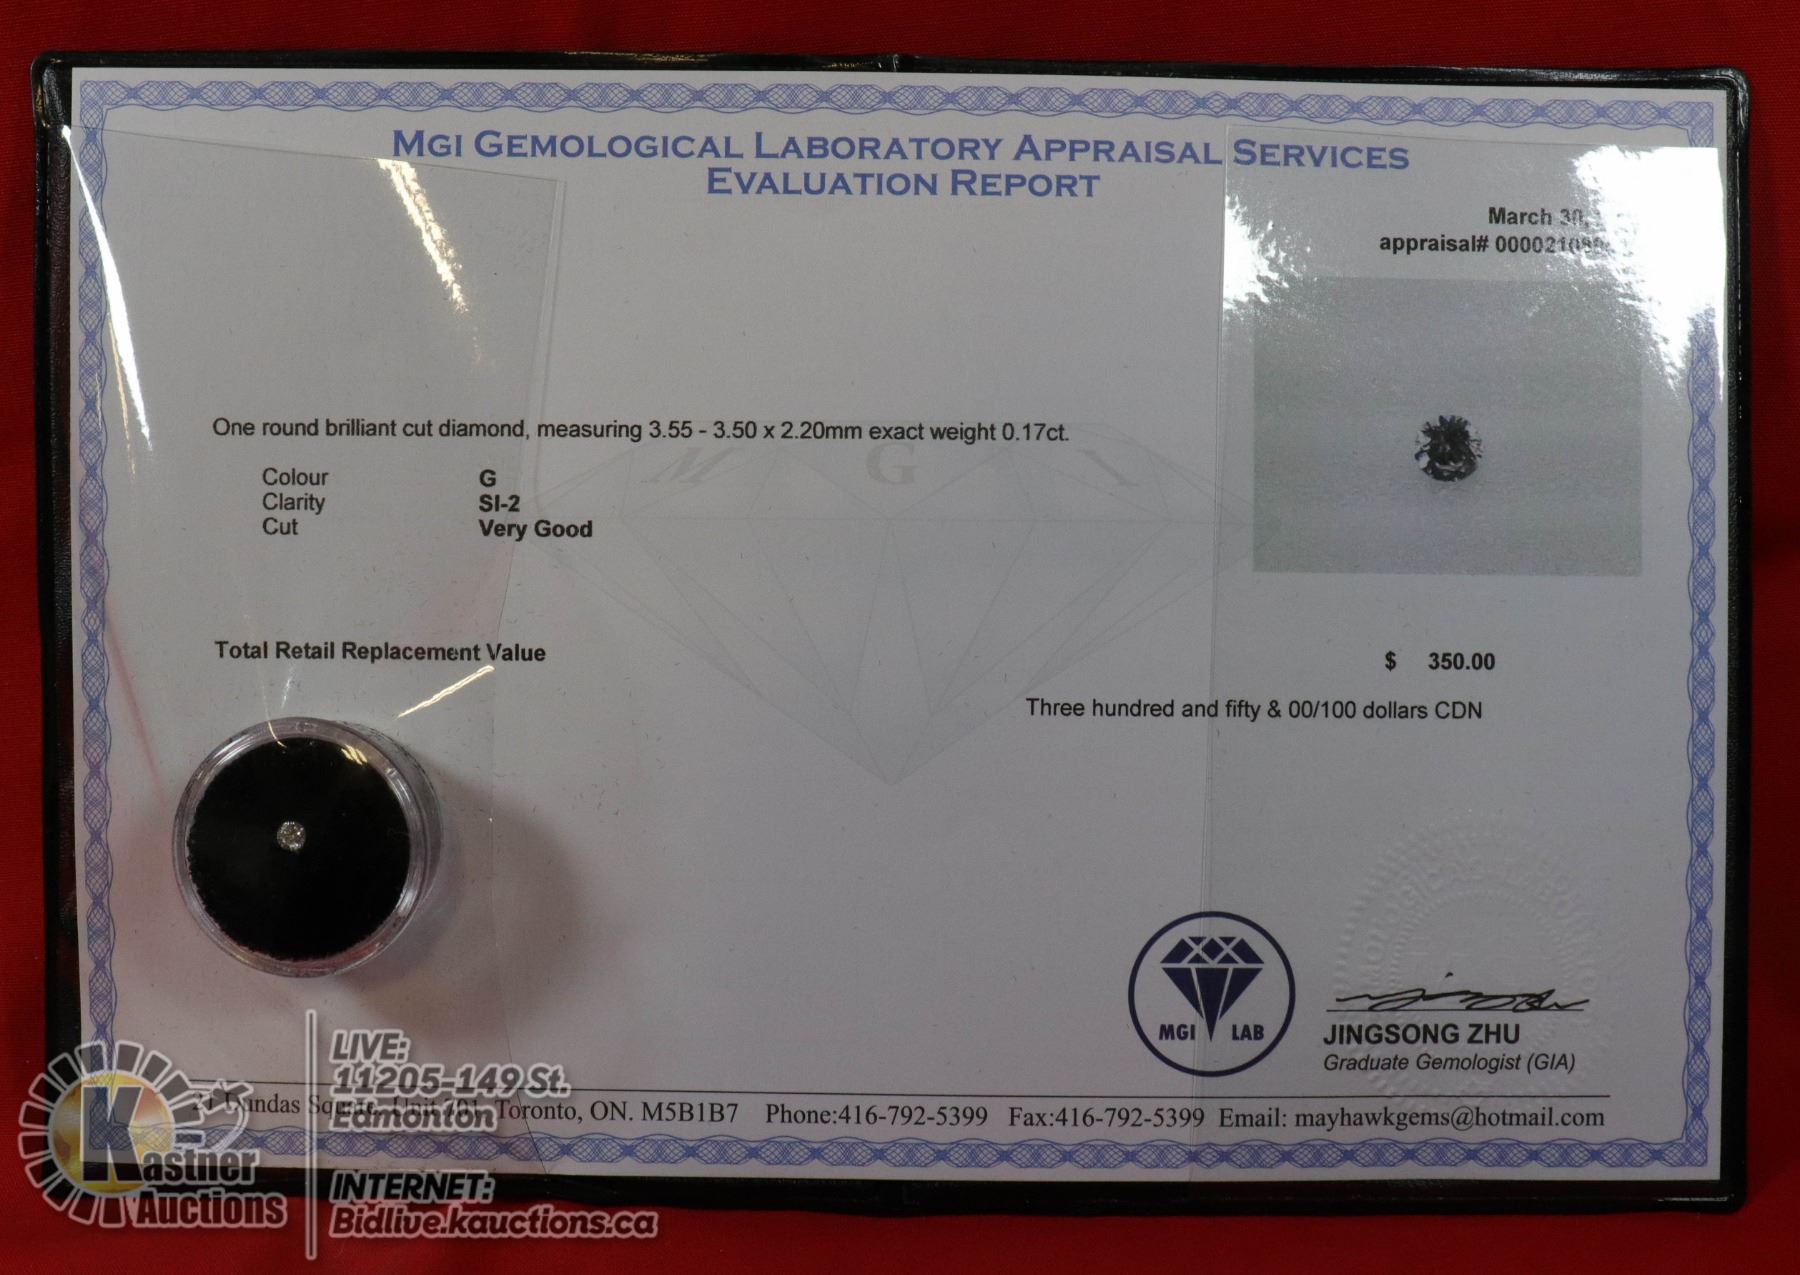 MGI GEMOLOGICAL LABORATORY APPRAISAL SERVICES
EVALUATION REPORT
March 30,
appraisal#
One round brilliant cut diamond, measuring 3.55 - 3.50 x 2.20mm exact weight 0.17ct.
M G I
Colour G
Clarity SI-2
Cut Very Good
Total Retail Replacement Value $ 350.00
Three hundred and fifty & 00/100 dollars CDN
MGI LAB
JINGSONG ZHU
Graduate Gemologist (GIA)
21 Dundas Square, Unit Toronto, ON. M5B1B7 Phone:416-792-5399 Fax:416-792-5399 Email: mayhawkgems@hotmail.com
Kastner
Auctions
LIVE:
11205-149 St.
Edmonton
INTERNET:
Bidlive.kauctions.ca